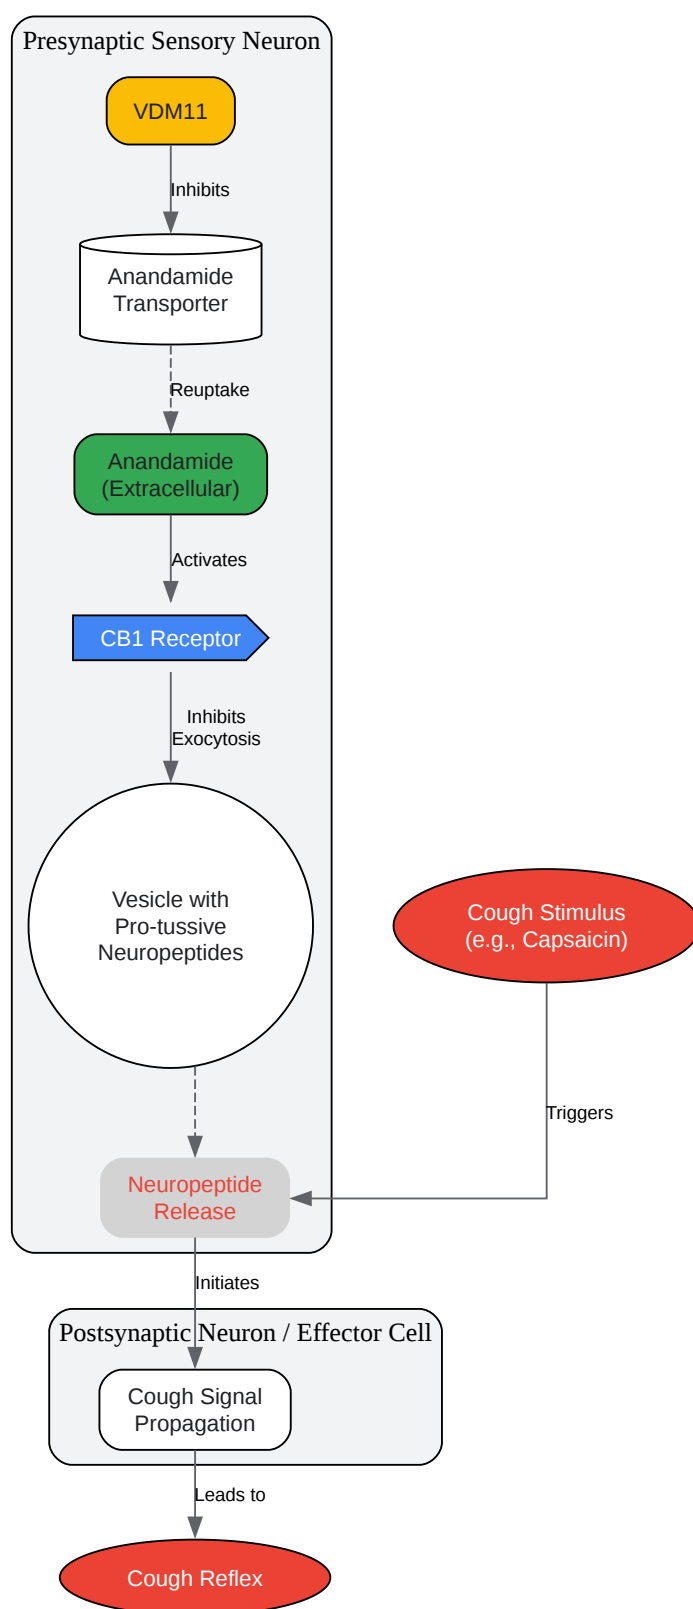 Presynaptic Sensory Neuron
VDM11
Inhibits
Anandamide
Transporter
Reuptake
Anandamide
(Extracellular)
Activates
CB1 Receptor
Inhibits
Exocytosis
Vesicle with
Pro-tussive
Neuropeptides
Cough Stimulus
(e.g., Capsaicin)
Triggers
Neuropeptide
Release
Initiates
Postsynaptic Neuron / Effector Cell
Cough Signal
Propagation
Leads to
Cough Reflex